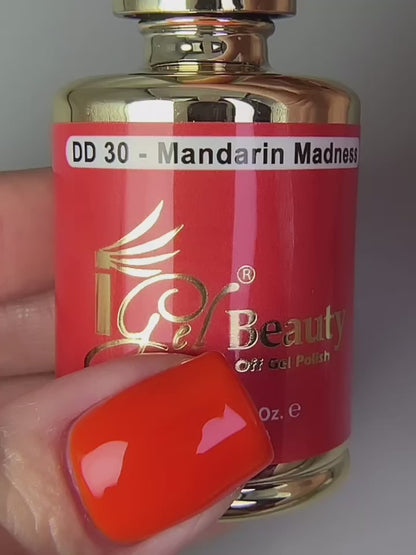 DD 30 - Mandarin Madness
iGel®
Beauty
Off Gel Polish
Oz. e